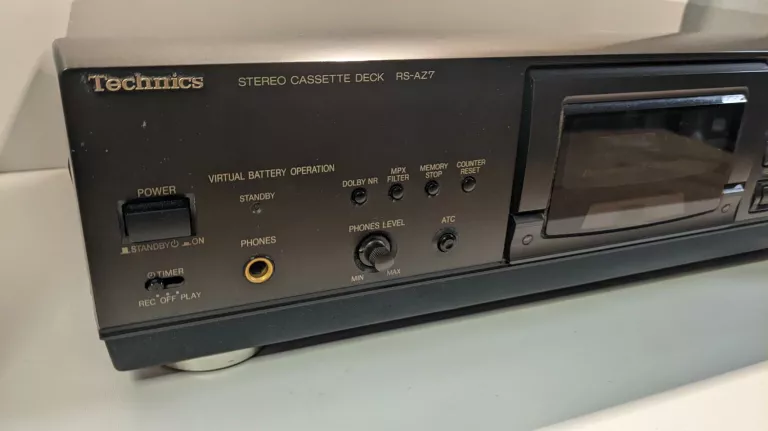 Technics
STEREO CASSETTE DECK RS-AZ7
VIRTUAL BATTERY OPERATION
STANDBY
POWER
STANDBY ON
TIMER
REC OFF PLAY
PHONES
DOLBY NR
MPX
FILTER
MEMORY
STOP
COUNTER
RESET
PHONES LEVEL
MIN MAX
ATC